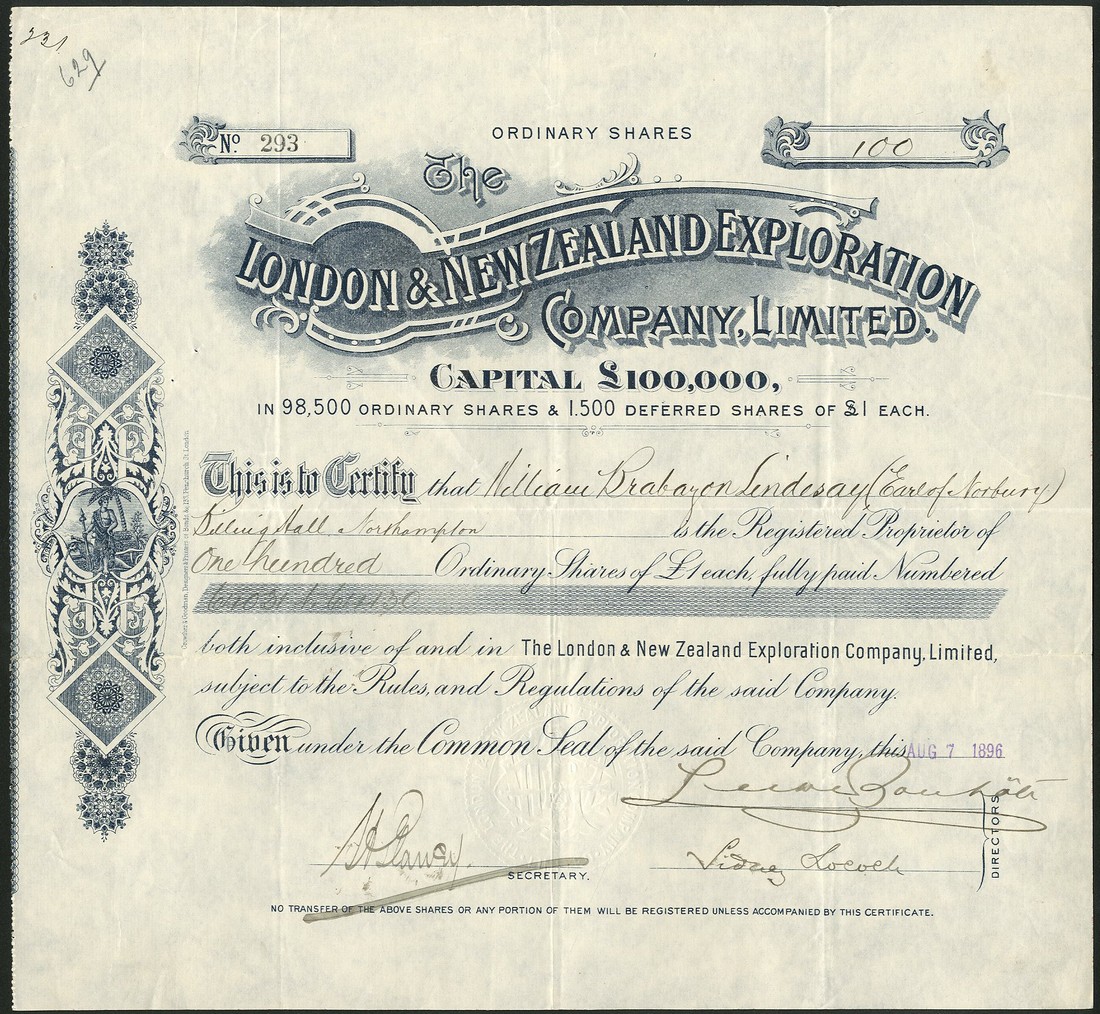 231
629
ORDINARY SHARES
No 293
100
The
LONDON & NEW ZEALAND EXPLORATION
COMPANY, LIMITED.
CAPITAL £100,000,
IN 98,500 ORDINARY SHARES & 1.500 DEFERRED SHARES OF £1 EACH.
This is to Certify that William Brabazon Lindesay (Earl of Norbury)
Billing Hall Northampton is the Registered Proprietor of
One hundred Ordinary Shares of £1 each, fully paid Numbered
both inclusive of and in The London & New Zealand Exploration Company, Limited,
subject to the Rules, and Regulations of the said Company.
Given under the Common Seal of the said Company, this AUG 7 1896
Sidney Locock
DIRECTORS
SECRETARY.
NO TRANSFER OF THE ABOVE SHARES OR ANY PORTION OF THEM WILL BE REGISTERED UNLESS ACCOMPANIED BY THIS CERTIFICATE.